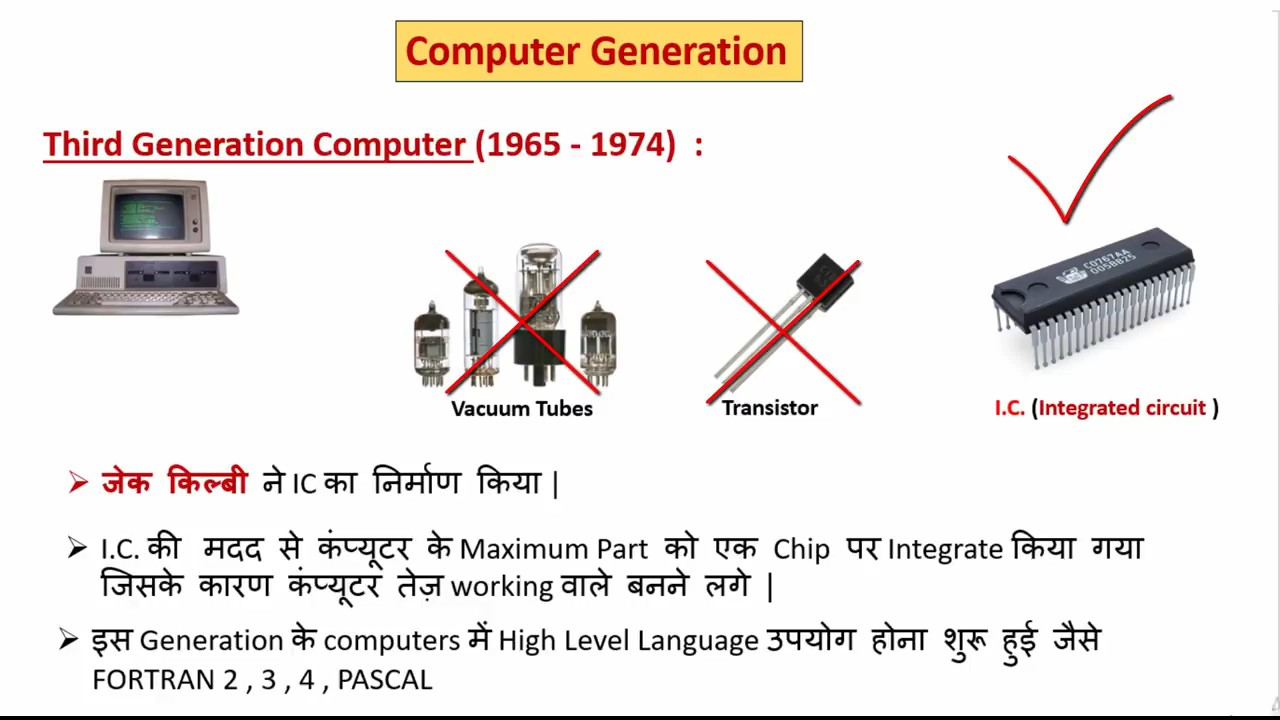 Computer Generation
Third Generation Computer (1965 - 1974) :
C0767AA
005BB25
Vacuum Tubes
Transistor
I.C. (Integrated circuit )
➢ जेक किल्बी ने IC का निर्माण किया |
➢ I.C. की मदद से कंप्यूटर के Maximum Part को एक Chip पर Integrate किया गया
जिसके कारण कंप्यूटर तेज़ working वाले बनने लगे |
➢ इस Generation के computers में High Level Language उपयोग होना शुरू हुई जैसे
FORTRAN 2 , 3 , 4 , PASCAL